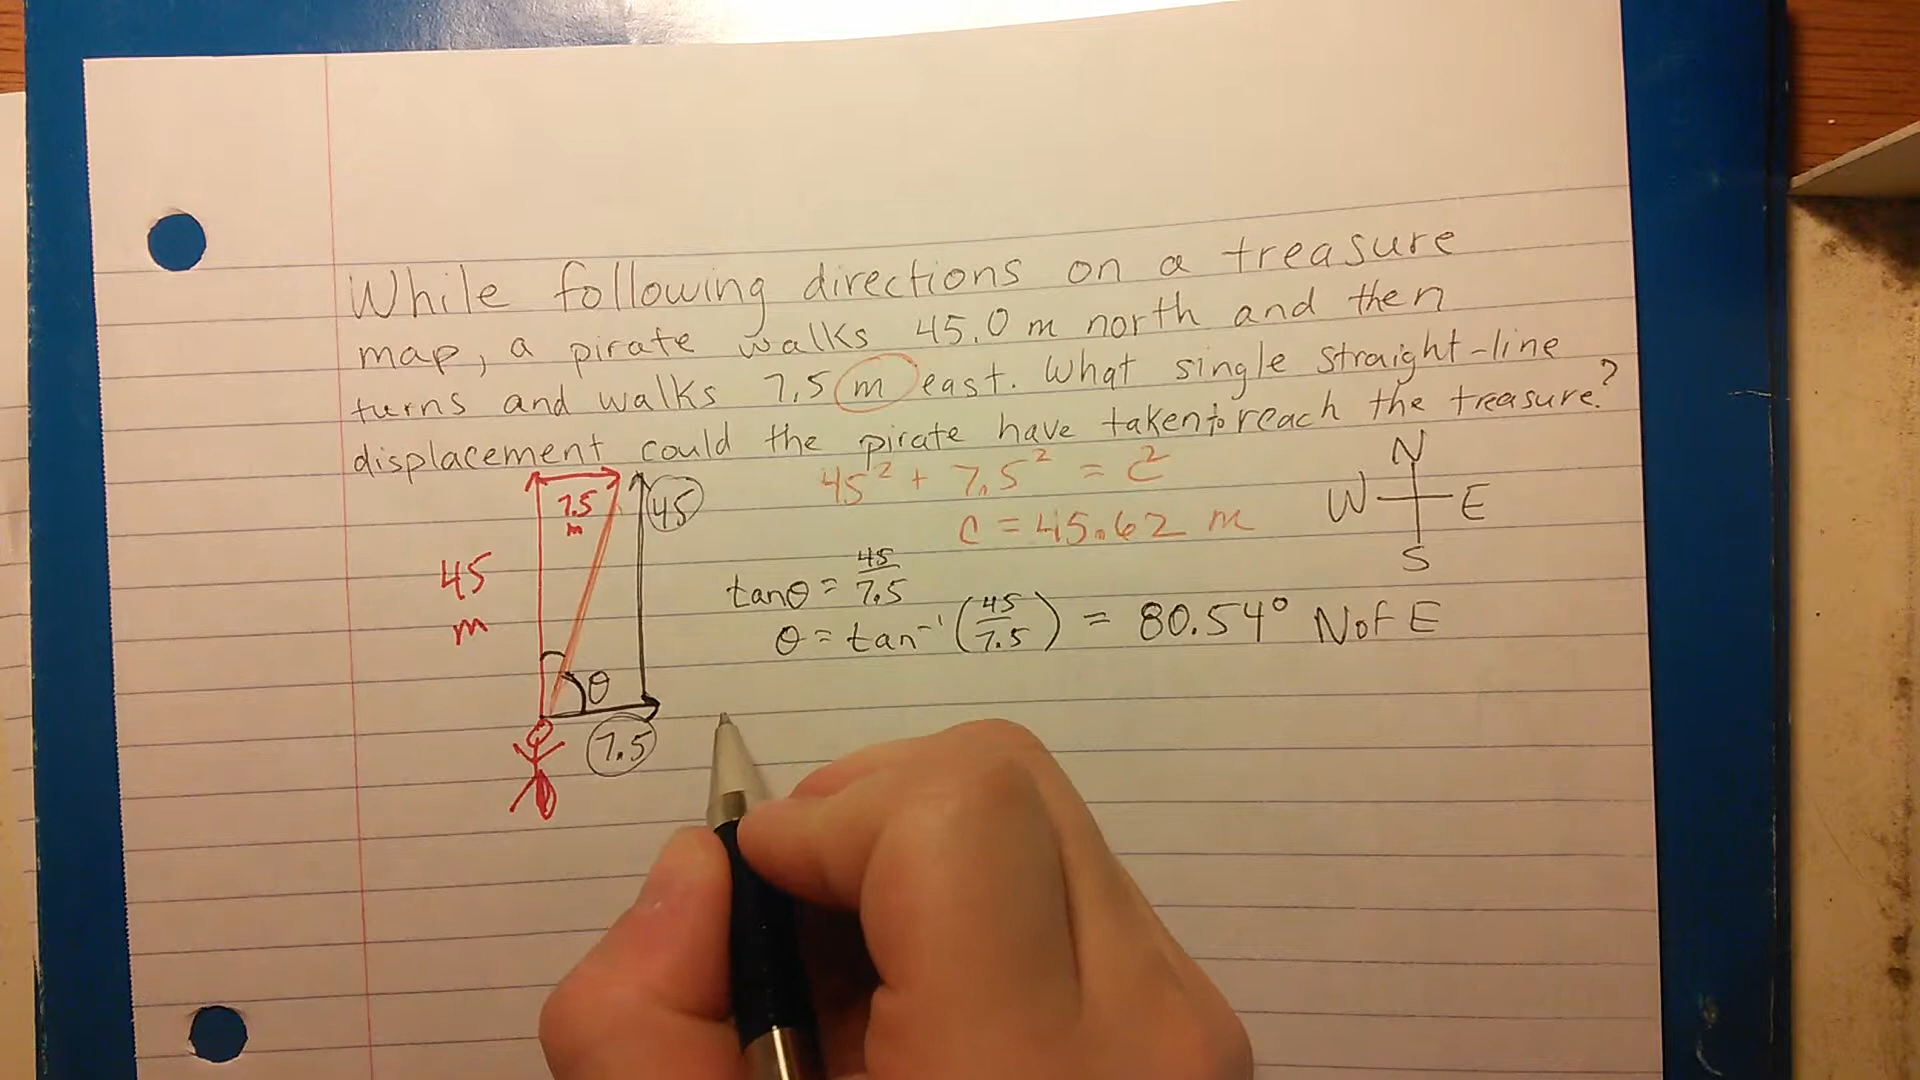 While following directions on a treasure
map, a pirate walks 45.0 m north and then
turns and walks 7.5 m east. What single straight-line
displacement could the pirate have taken to reach the treasure?
45² + 7.5² = c²
c = 45.62 m
N
W E
S
7.5
m
45
45
m
tanθ = 45/7.5
θ = tan⁻¹(45/7.5) = 80.54° N of E
θ
7.5